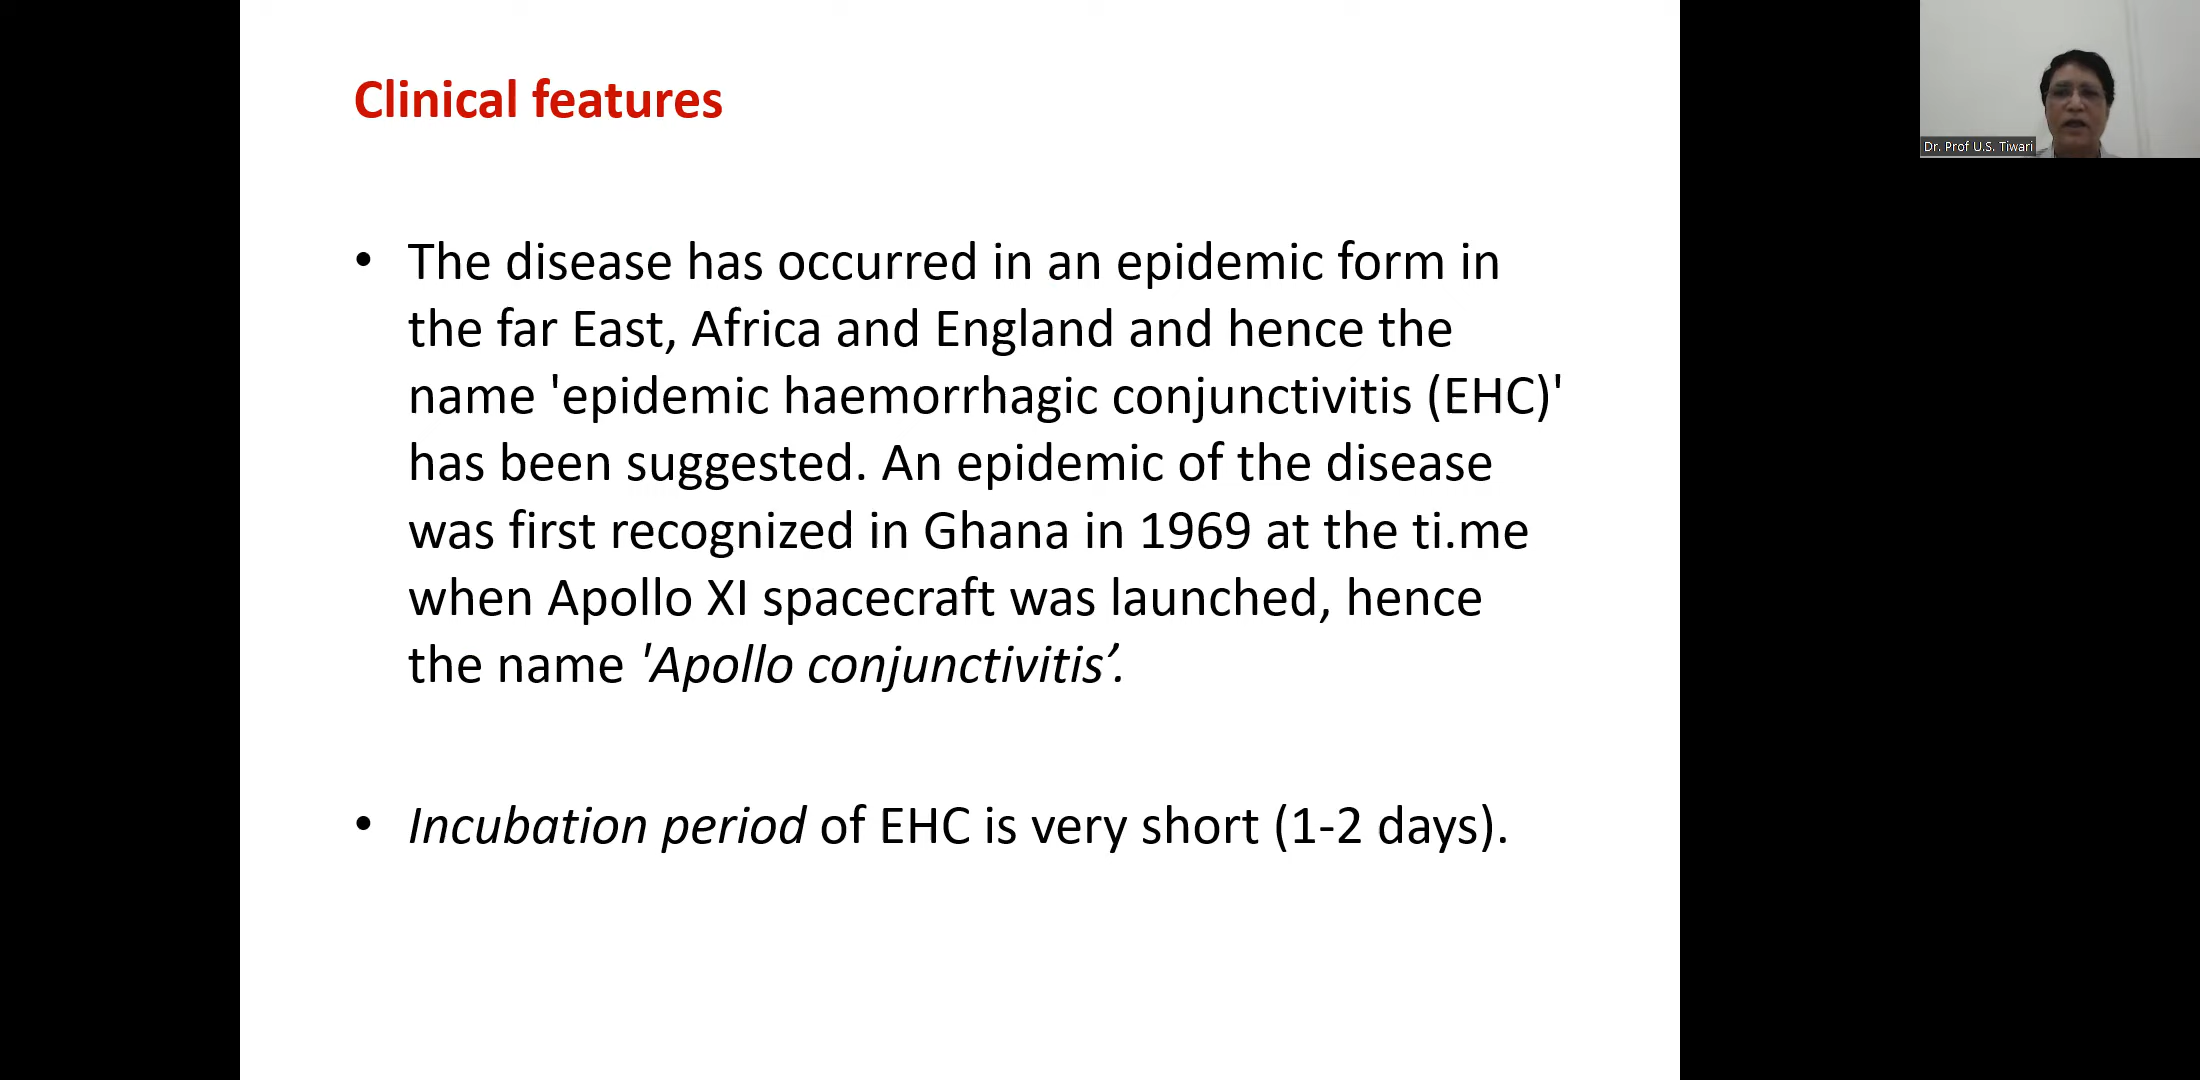 Clinical features
Dr. Prof U.S. Tiwari
• The disease has occurred in an epidemic form in
the far East, Africa and England and hence the
name 'epidemic haemorrhagic conjunctivitis (EHC)'
has been suggested. An epidemic of the disease
was first recognized in Ghana in 1969 at the ti.me
when Apollo XI spacecraft was launched, hence
the name 'Apollo conjunctivitis’.
• Incubation period of EHC is very short (1-2 days).